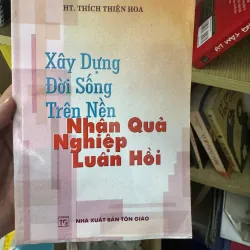 HT. THÍCH THIỆN HOA
Xây Dựng
Đời Sống
Trên Nền
Nhân Quả
Nghiệp
Luân Hồi
NHÀ XUẤT BẢN TÔN GIÁO